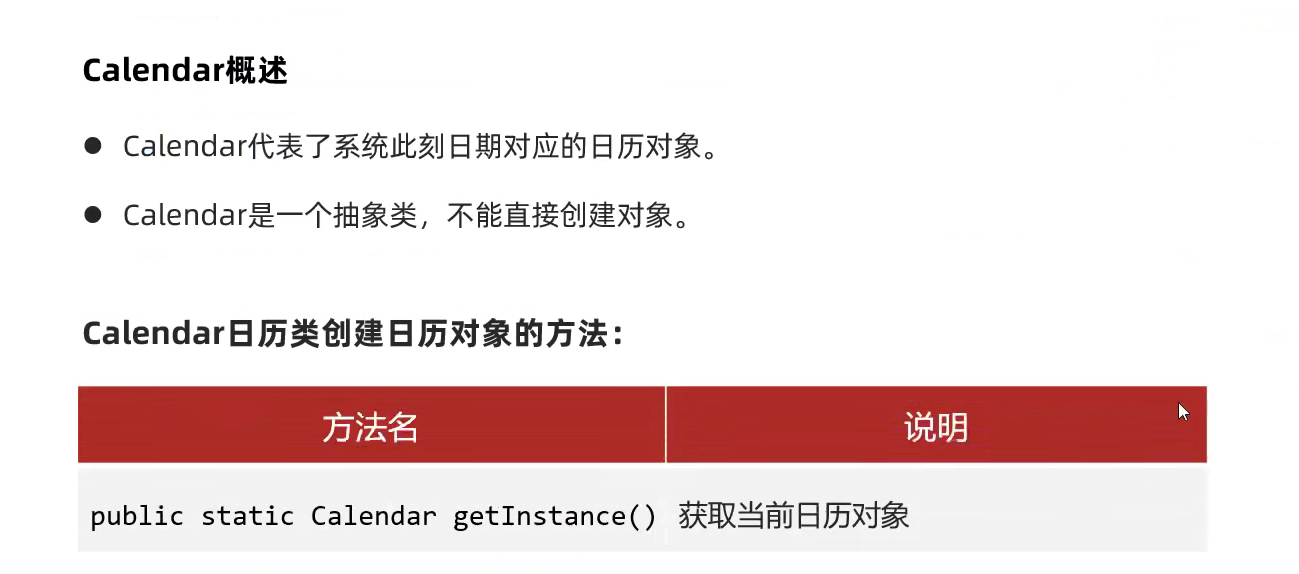 Calendar概述
● Calendar代表了系统此刻日期对应的日历对象。
● Calendar是一个抽象类，不能直接创建对象。
Calendar日历类创建日历对象的方法：
方法名 说明
public static Calendar getInstance() 获取当前日历对象